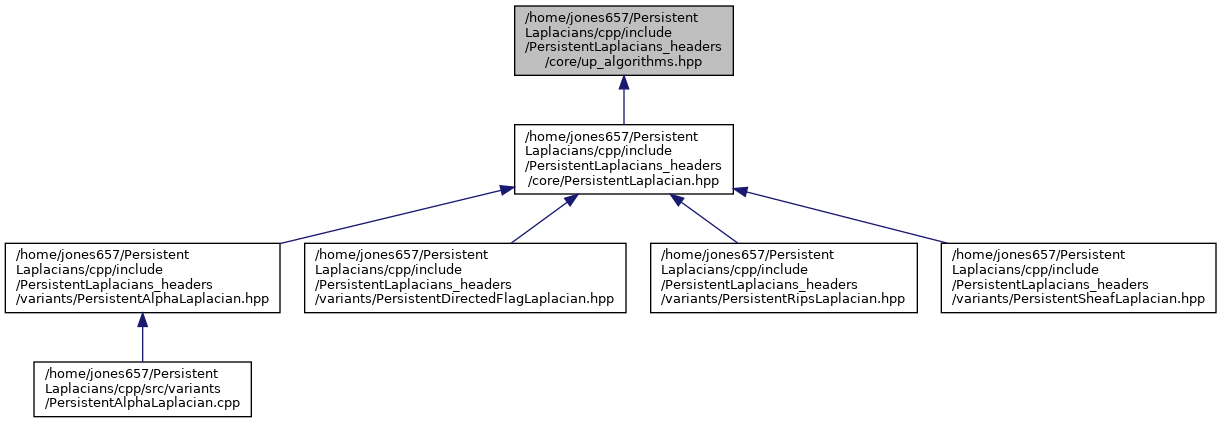 /home/jones657/Persistent
Laplacians/cpp/include
/PersistentLaplacians_headers
/core/up_algorithms.hpp
/home/jones657/Persistent
Laplacians/cpp/include
/PersistentLaplacians_headers
/core/PersistentLaplacian.hpp
/home/jones657/Persistent
Laplacians/cpp/include
/PersistentLaplacians_headers
/variants/PersistentAlphaLaplacian.hpp
/home/jones657/Persistent
Laplacians/cpp/include
/PersistentLaplacians_headers
/variants/PersistentDirectedFlagLaplacian.hpp
/home/jones657/Persistent
Laplacians/cpp/include
/PersistentLaplacians_headers
/variants/PersistentRipsLaplacian.hpp
/home/jones657/Persistent
Laplacians/cpp/include
/PersistentLaplacians_headers
/variants/PersistentSheafLaplacian.hpp
/home/jones657/Persistent
Laplacians/cpp/src/variants
/PersistentAlphaLaplacian.cpp